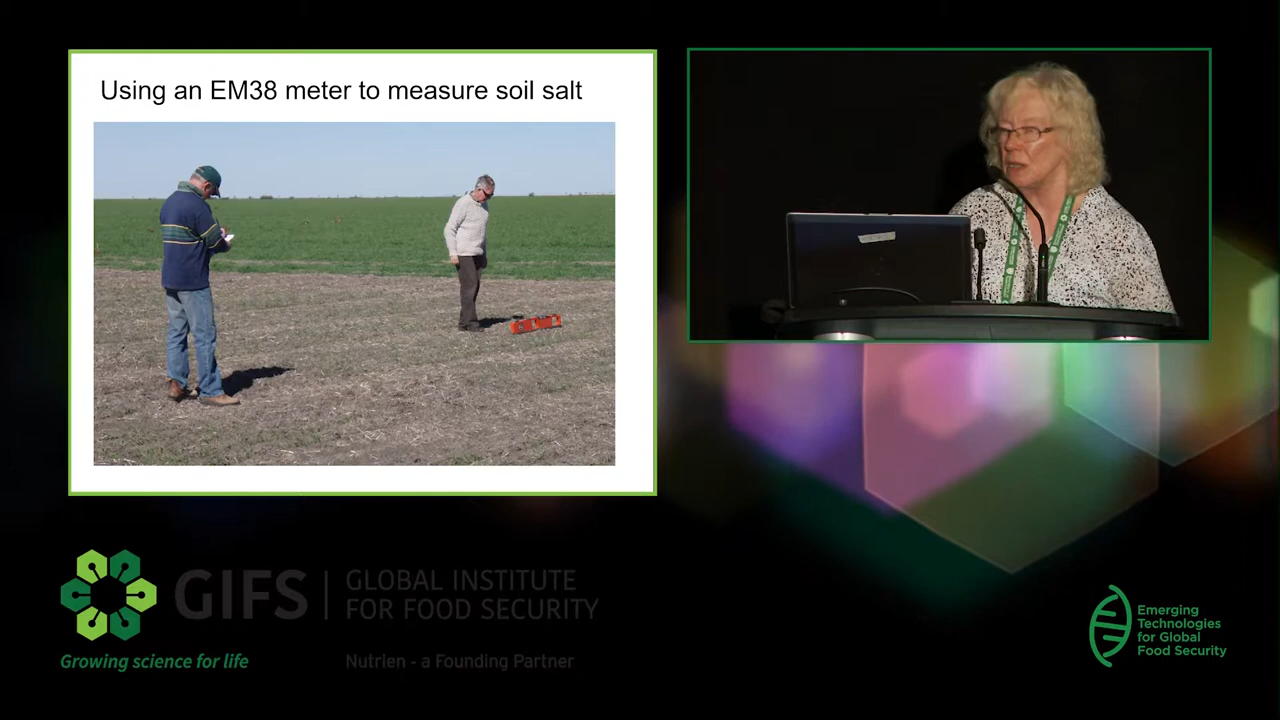 Using an EM38 meter to measure soil salt
GIFS
GLOBAL INSTITUTE
FOR FOOD SECURITY
Growing science for life
Nutrien - a Founding Partner
Emerging
Technologies
for Global
Food Security